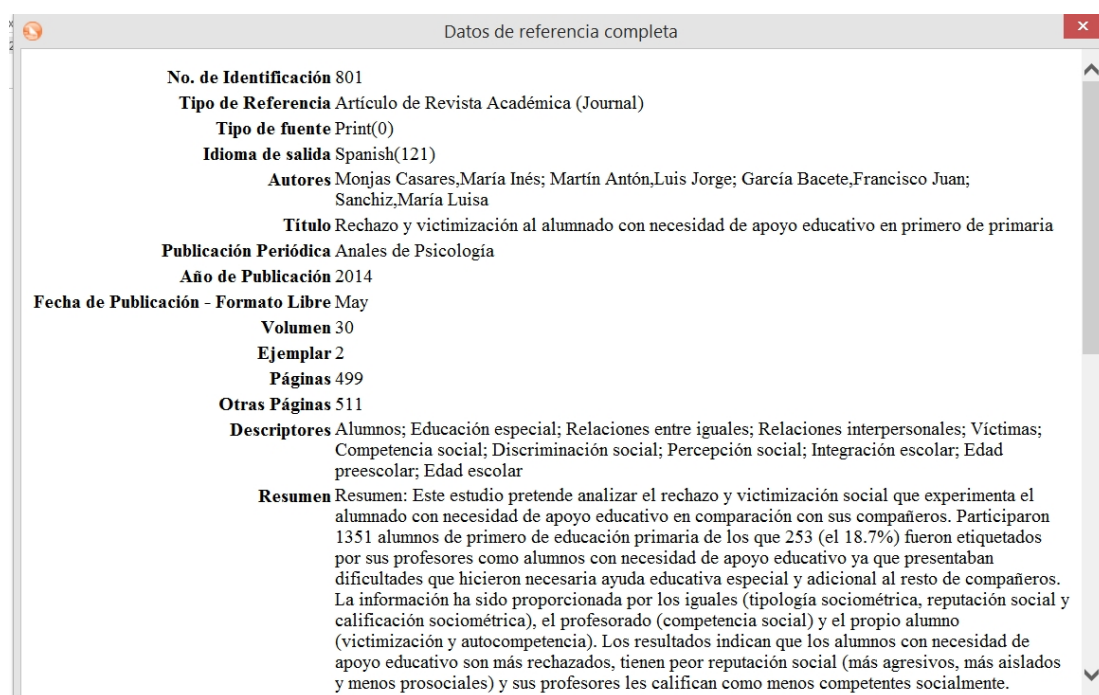 Datos de referencia completa
No. de Identificación 801
Tipo de Referencia Artículo de Revista Académica (Journal)
Tipo de fuente Print(0)
Idioma de salida Spanish(121)
Autores Monjas Casares,María Inés; Martín Antón,Luis Jorge; García Bacete,Francisco Juan;
Sanchiz,María Luisa
Título Rechazo y victimización al alumnado con necesidad de apoyo educativo en primero de primaria
Publicación Periódica Anales de Psicología
Año de Publicación 2014
Fecha de Publicación - Formato Libre May
Volumen 30
Ejemplar 2
Páginas 499
Otras Páginas 511
Descriptores Alumnos; Educación especial; Relaciones entre iguales; Relaciones interpersonales; Víctimas;
Competencia social; Discriminación social; Percepción social; Integración escolar; Edad
preescolar; Edad escolar
Resumen Resumen: Este estudio pretende analizar el rechazo y victimización social que experimenta el
alumnado con necesidad de apoyo educativo en comparación con sus compañeros. Participaron
1351 alumnos de primero de educación primaria de los que 253 (el 18.7%) fueron etiquetados
por sus profesores como alumnos con necesidad de apoyo educativo ya que presentaban
dificultades que hicieron necesaria ayuda educativa especial y adicional al resto de compañeros.
La información ha sido proporcionada por los iguales (tipología sociométrica, reputación social y
calificación sociométrica), el profesorado (competencia social) y el propio alumno
(victimización y autocompetencia). Los resultados indican que los alumnos con necesidad de
apoyo educativo son más rechazados, tienen peor reputación social (más agresivos, más aislados
y menos prosociales) y sus profesores les califican como menos competentes socialmente.